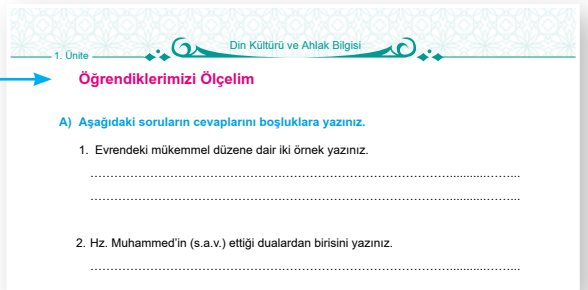 Din Kültürü ve Ahlak Bilgisi
1. Ünite
Öğrendiklerimizi Ölçelim
A) Aşağıdaki soruların cevaplarını boşluklara yazınız.
1. Evrendeki mükemmel düzene dair iki örnek yazınız.
……………………………………………………………………………………...........……..
……………………………………………………………………………………...........……..
2. Hz. Muhammed’in (s.a.v.) ettiği dualardan birisini yazınız.
……………………………………………………………………………………...........……..